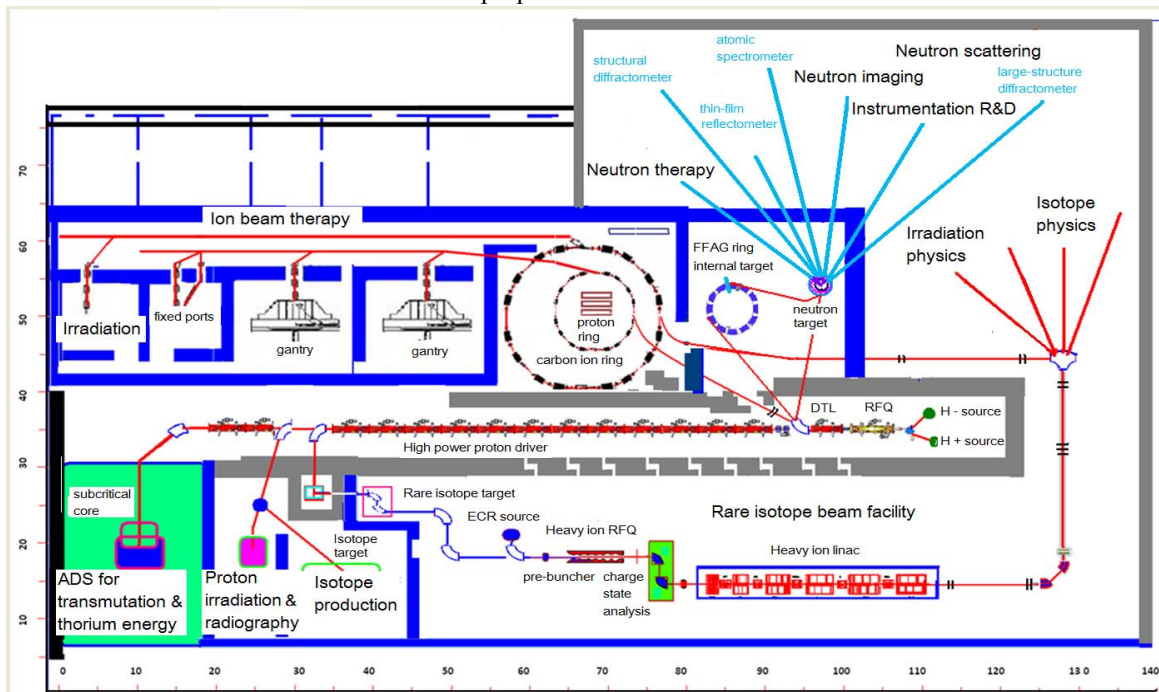 Neutron scattering
atomic
spectrometer
structural
diffractometer
Neutron imaging
large-structure
diffractometer
thin-film
reflectometer
Instrumentation R&D
Neutron therapy
Ion beam therapy
Isotope
physics
Irradiation
physics
FFAG ring
internal target
neutron
target
Irradiation
fixed ports
gantry
gantry
proton
ring
carbon ion ring
DTL
RFQ
H - source
H + source
High power proton driver
subcritical
core
Rare isotope target
ECR source
Heavy ion RFQ
Rare isotope beam facility
Isotope
target
Heavy ion linac
pre-buncher
charge
state
analysis
ADS for
transmutation &
thorium energy
Proton
irradiation &
radiography
Isotope
production
70
60
50
40
30
20
10
0
10
20
30
40
50
60
70
80
90
100
110
120
130
140